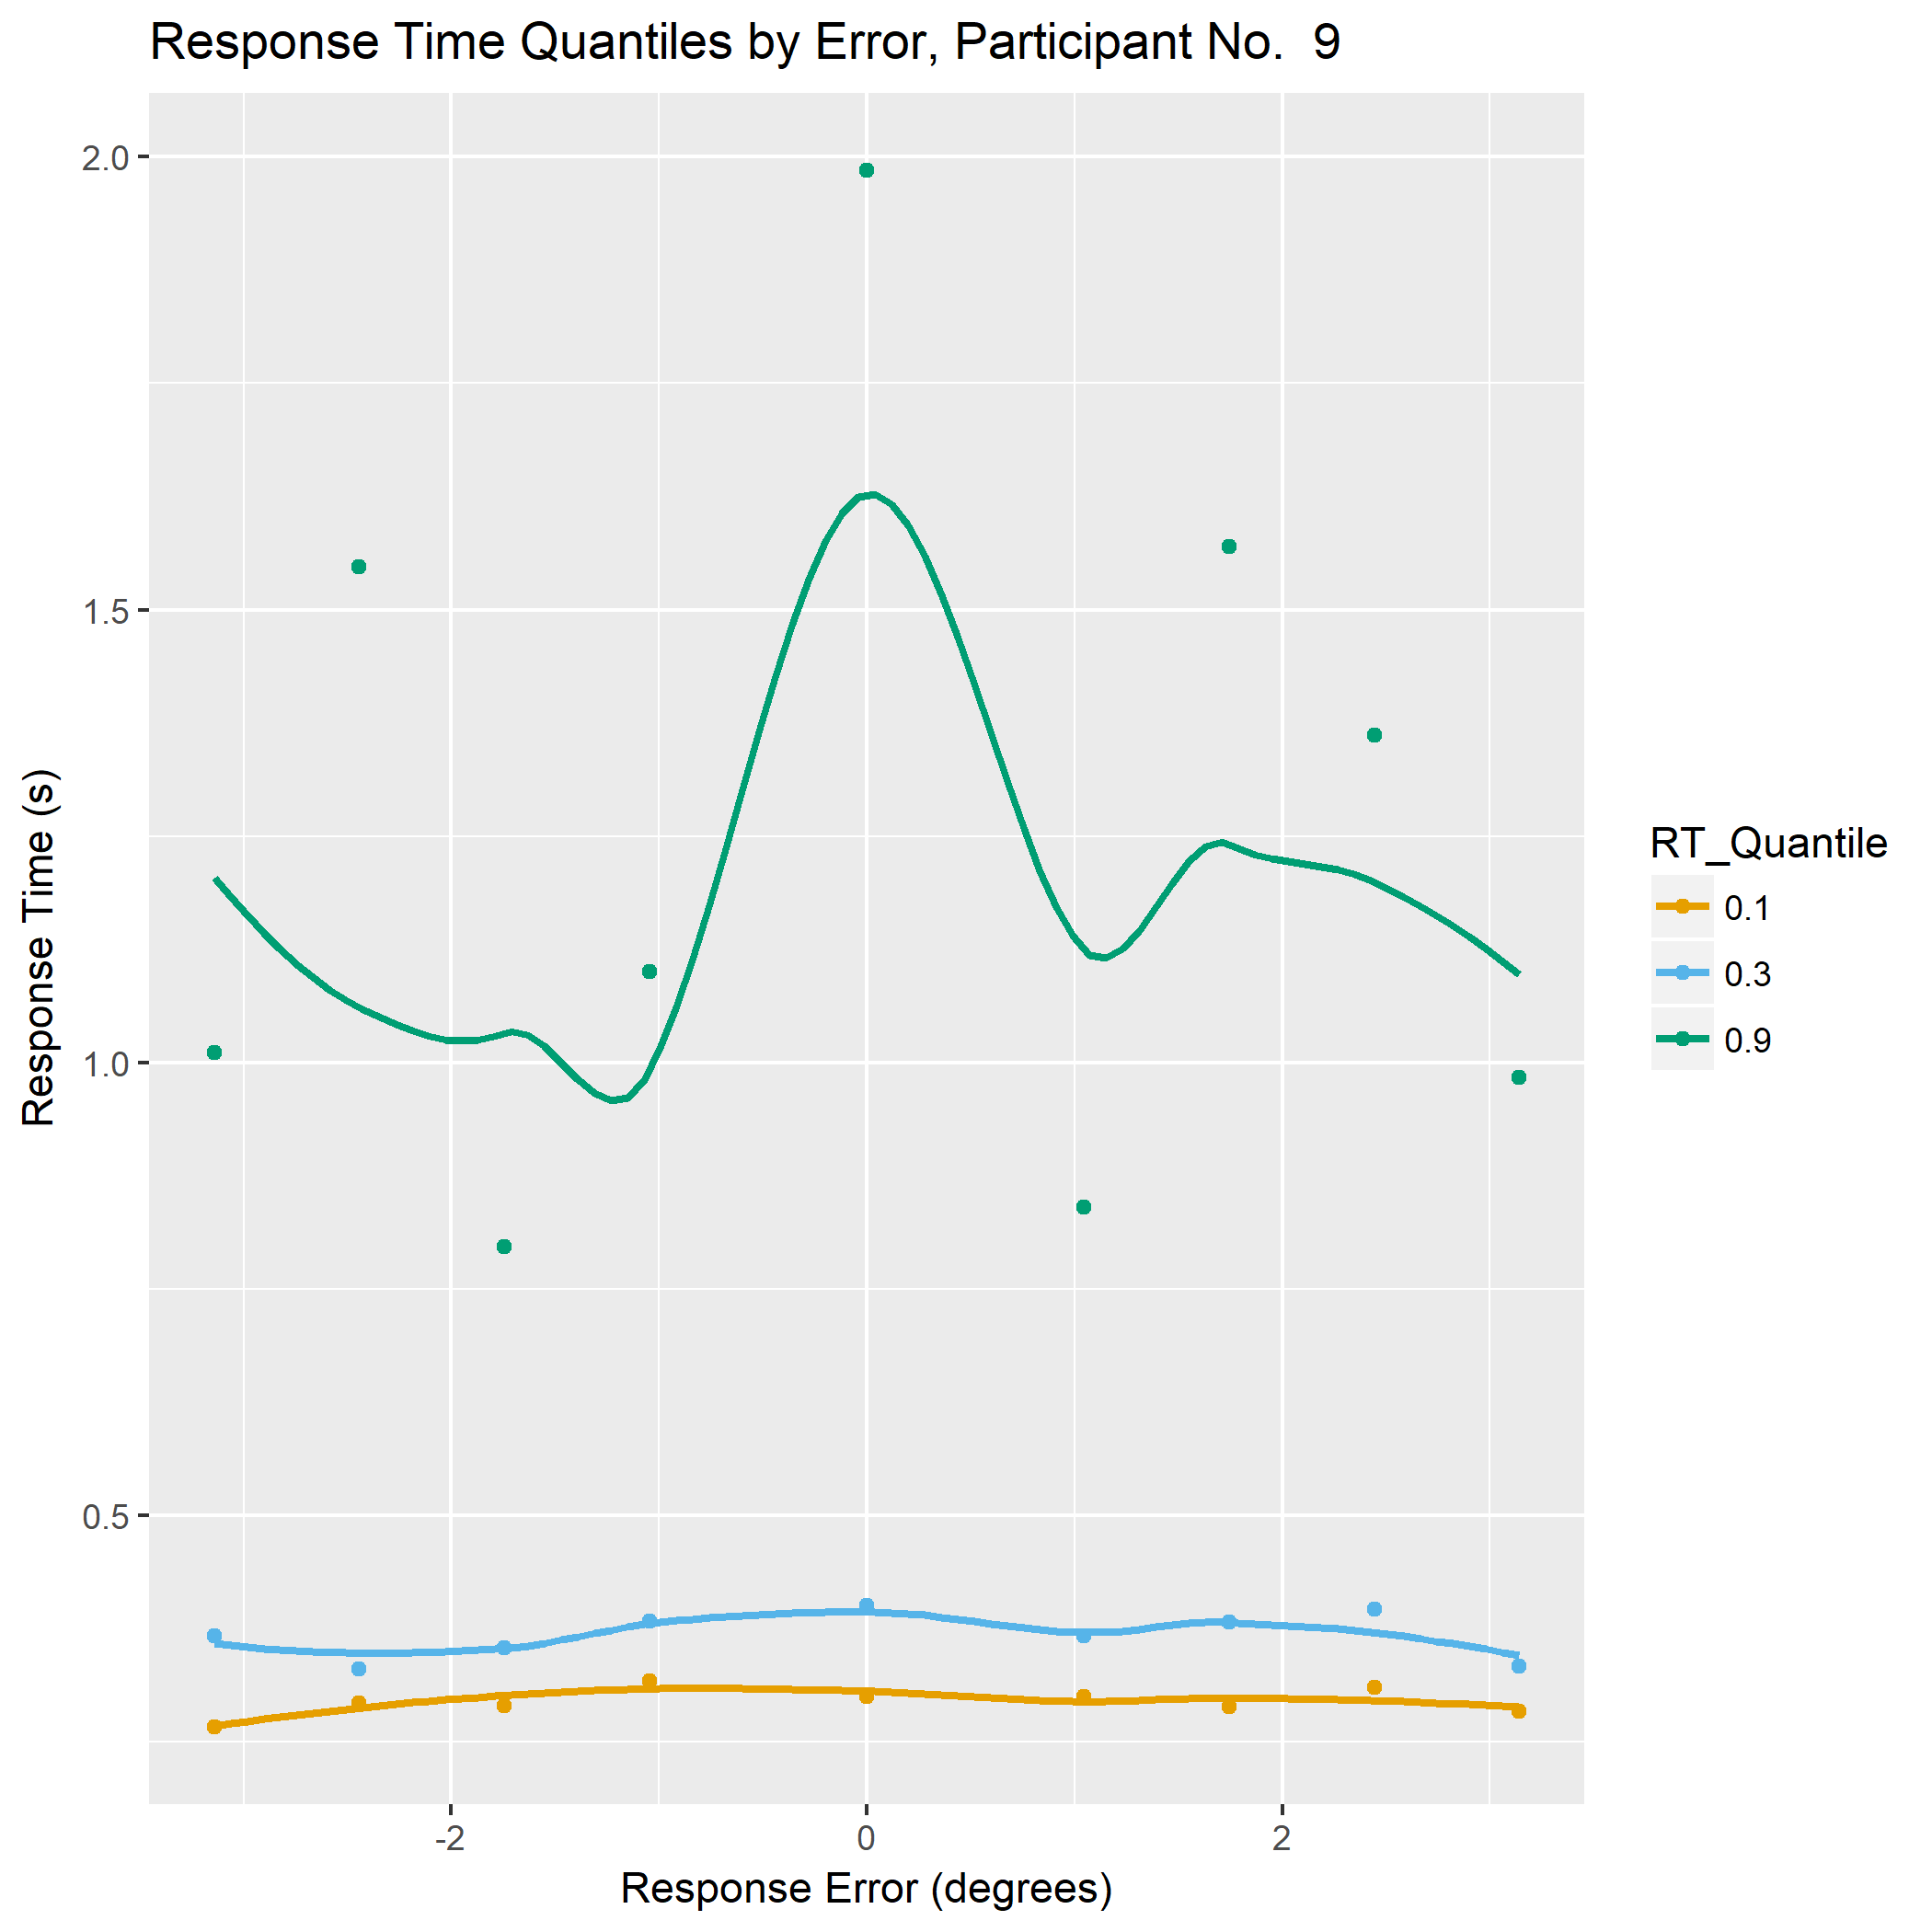 Response Time Quantiles by Error, Participant No.  9
2.0
1.5
1.0
0.5
Response Time (s)
-2
0
2
Response Error (degrees)
RT_Quantile
0.1
0.3
0.9